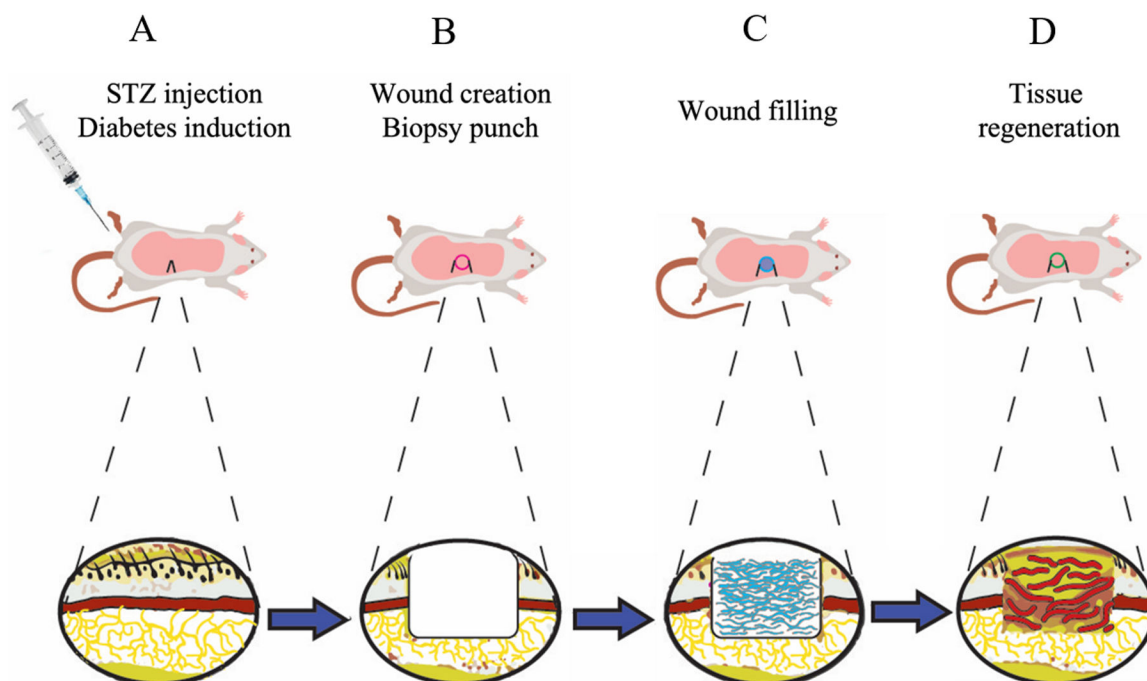 A
B
C
D
STZ injection
Diabetes induction
Wound creation
Biopsy punch
Wound filling
Tissue
regeneration